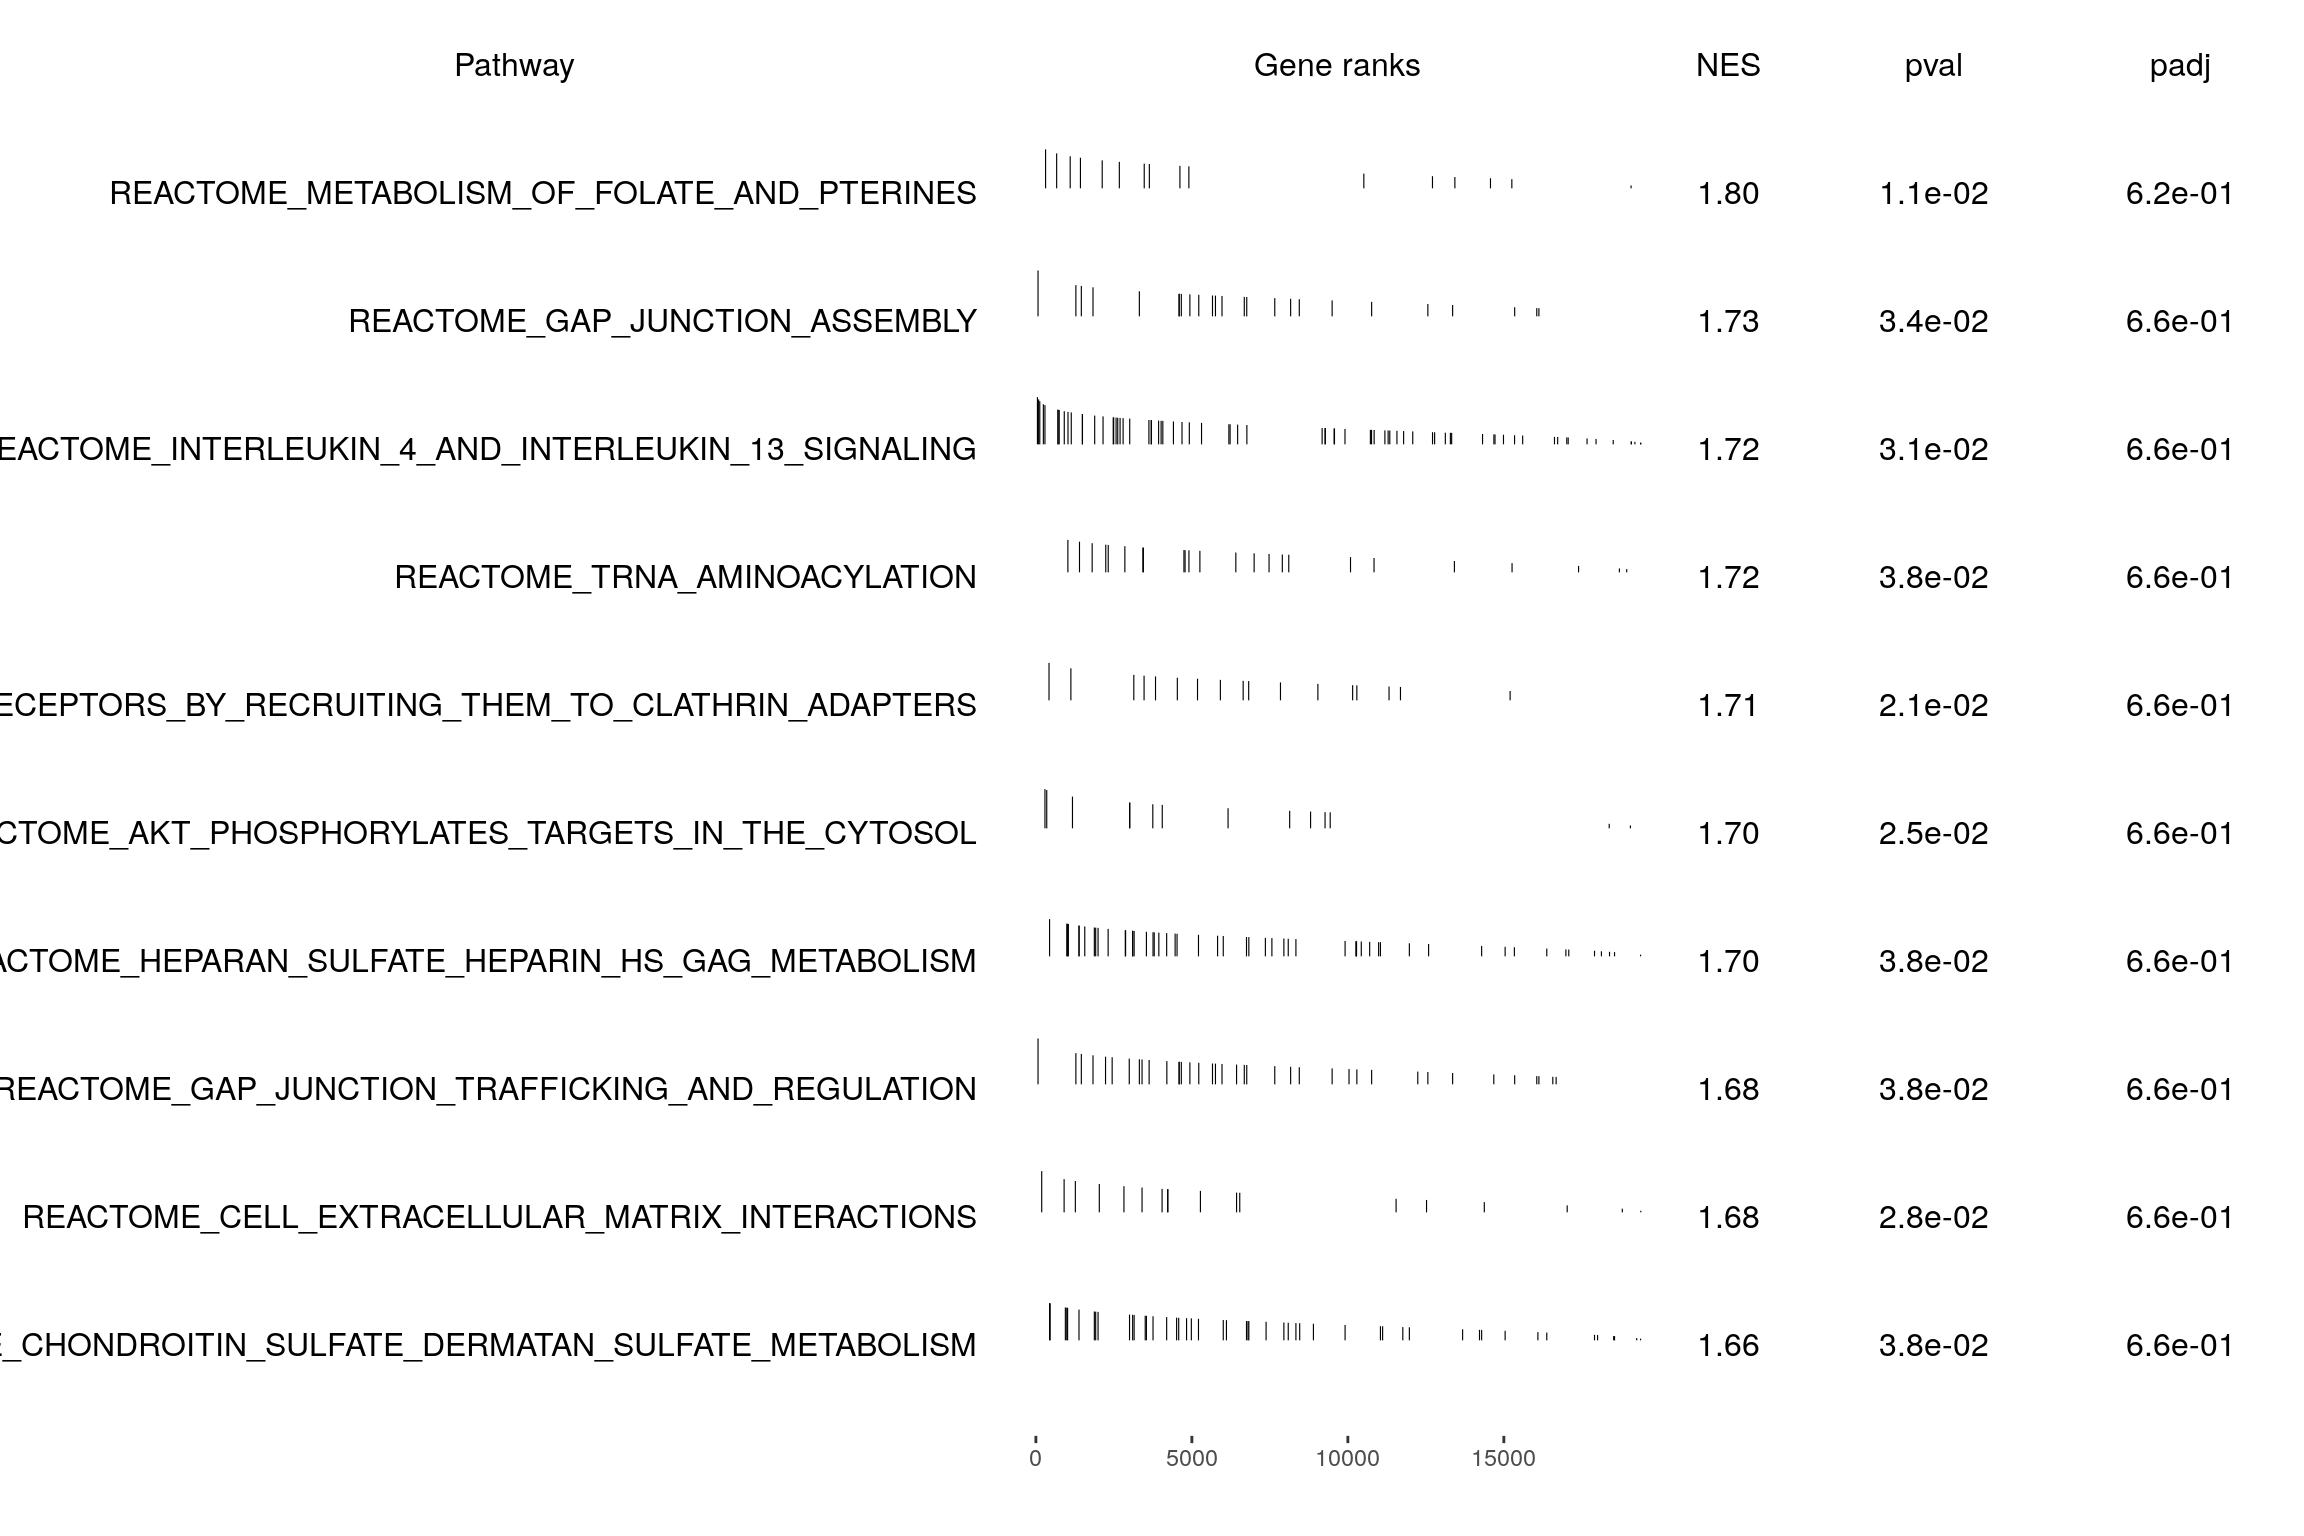 Pathway Gene ranks NES pval padj
REACTOME_METABOLISM_OF_FOLATE_AND_PTERINES 1.80 1.1e-02 6.2e-01
REACTOME_GAP_JUNCTION_ASSEMBLY 1.73 3.4e-02 6.6e-01
EACTOME_INTERLEUKIN_4_AND_INTERLEUKIN_13_SIGNALING 1.72 3.1e-02 6.6e-01
REACTOME_TRNA_AMINOACYLATION 1.72 3.8e-02 6.6e-01
ECEPTORS_BY_RECRUITING_THEM_TO_CLATHRIN_ADAPTERS 1.71 2.1e-02 6.6e-01
CTOME_AKT_PHOSPHORYLATES_TARGETS_IN_THE_CYTOSOL 1.70 2.5e-02 6.6e-01
ACTOME_HEPARAN_SULFATE_HEPARIN_HS_GAG_METABOLISM 1.70 3.8e-02 6.6e-01
REACTOME_GAP_JUNCTION_TRAFFICKING_AND_REGULATION 1.68 3.8e-02 6.6e-01
REACTOME_CELL_EXTRACELLULAR_MATRIX_INTERACTIONS 1.68 2.8e-02 6.6e-01
E_CHONDROITIN_SULFATE_DERMATAN_SULFATE_METABOLISM 1.66 3.8e-02 6.6e-01
0 5000 10000 15000